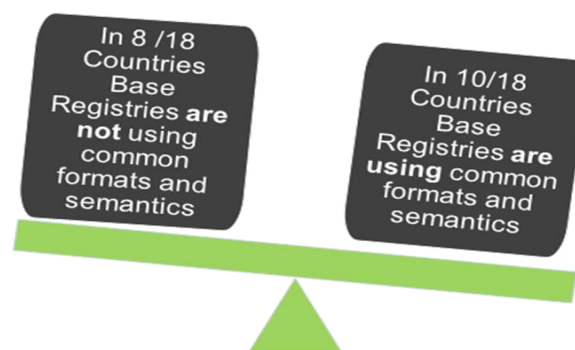 In 8 /18
Countries
Base
Registries are
not using
common
formats and
semantics
In 10/18
Countries
Base
Registries are
using common
formats and
semantics